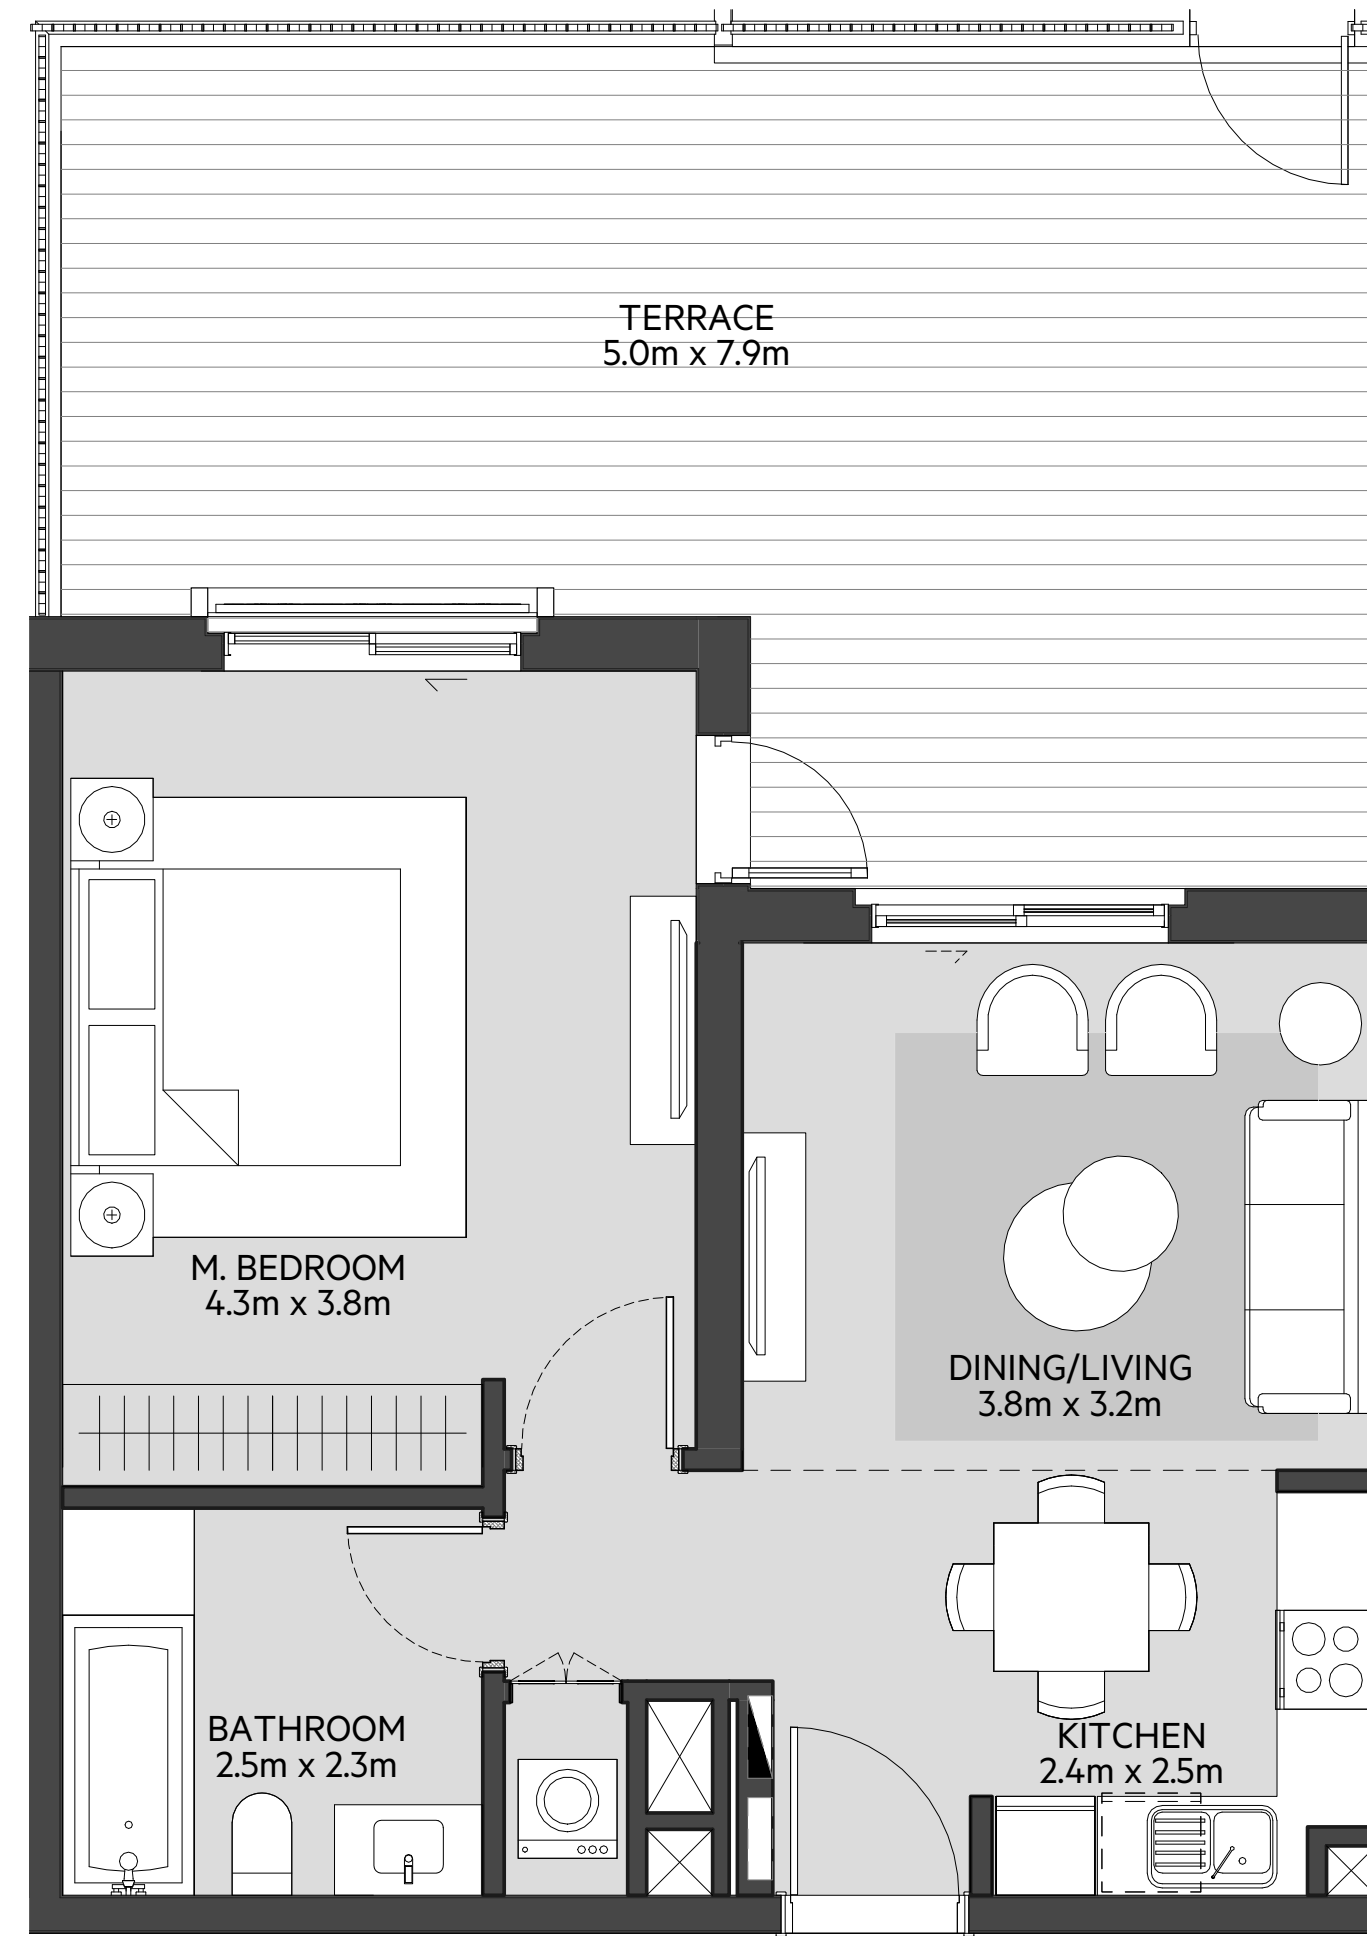 TERRACE
5.0m x 7.9m
M. BEDROOM
4.3m x 3.8m
DINING/LIVING
3.8m x 3.2m
BATHROOM
2.5m x 2.3m
KITCHEN
2.4m x 2.5m